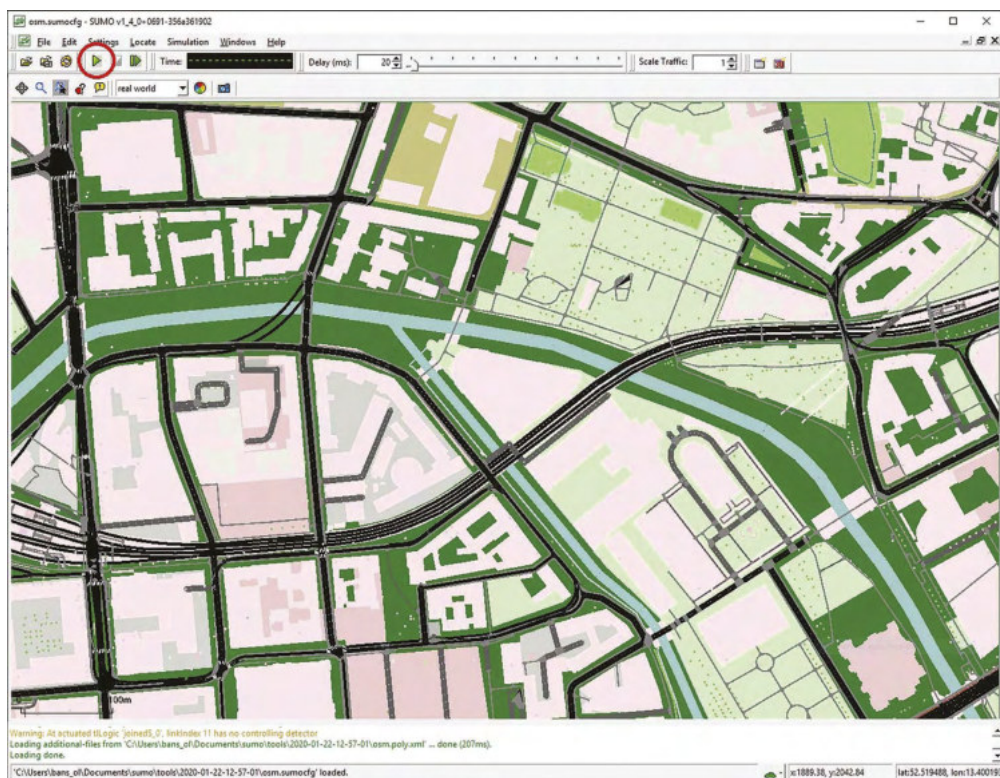 osm.sumocfg - SUMO v1_4_0+0691-356a361902
File Edit Settings Locate Simulation Windows Help
Time: Delay (ms): 20 Scale Traffic: 1
real world
100m
Warning: At actuated tlLogic 'joinedS_0', linkIndex 11 has no controlling detector
Loading additional-files from 'C:\Users\bans_ol\Documents\sumo\tools\2020-01-22-12-57-01\osm.poly.xml' ... done (207ms).
Loading done.
'C:\Users\bans_ol\Documents\sumo\tools\2020-01-22-12-57-01\osm.sumocfg' loaded.
x:1889.38, y:2042.84
lat:52.519488, lon:13.400193